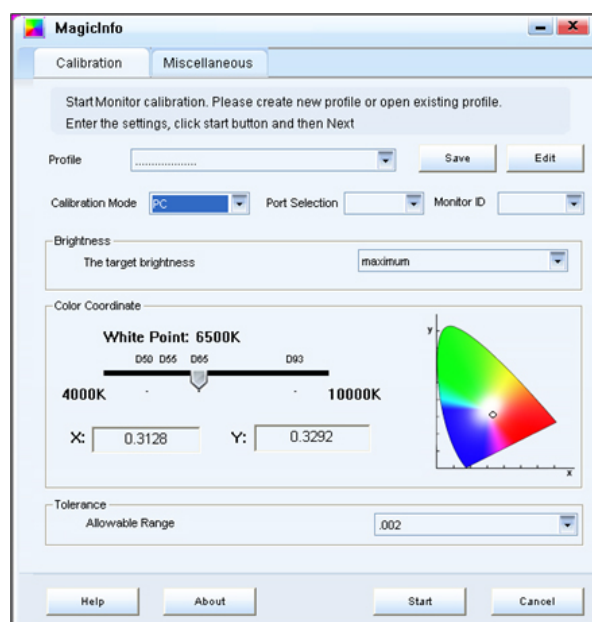 MagicInfo
Calibration Miscellaneous
Start Monitor calibration. Please create new profile or open existing profile.
Enter the settings, click start button and then Next
Profile ................... Save Edit
Calibration Mode PC Port Selection Monitor ID
Brightness
The target brightness maximum
Color Coordinate
White Point: 6500K
D50 D55 D65 D93
4000K 10000K
X: 0.3128 Y: 0.3292
y
x
Tolerance
Allowable Range .002
Help About Start Cancel